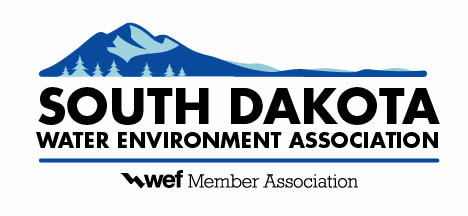 SOUTH DAKOTA
WATER ENVIRONMENT ASSOCIATION
wef Member Association